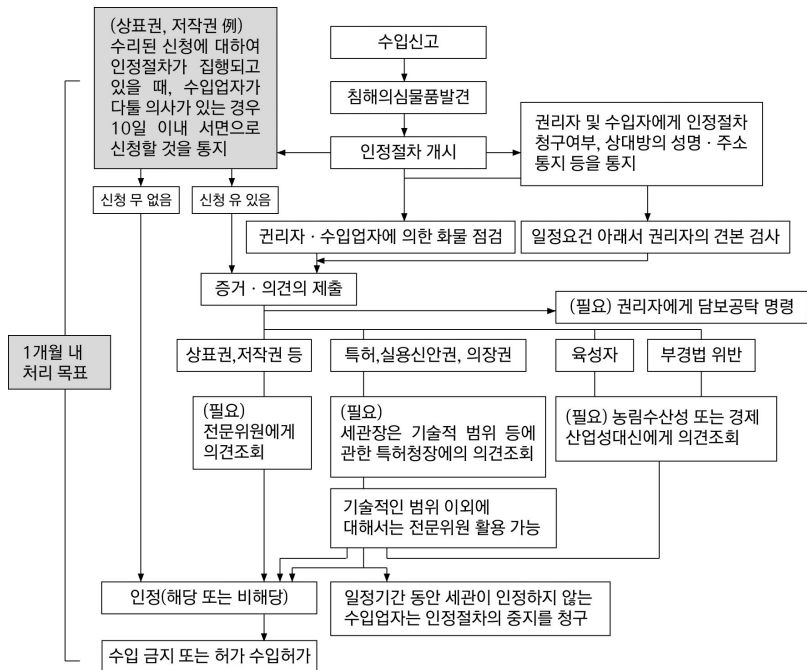 (상표권, 저작권 例)
수리된 신청에 대하여
인정절차가 집행되고
있을 때, 수입업자가
다툴 의사가 있는 경우
10일 이내 서면으로
신청할 것을 통지
수입신고
침해의심물품발견
인정절차 개시
권리자 및 수입자에게 인정절차
청구여부, 상대방의 성명 · 주소
통지 등을 통지
신청 무 없음
신청 유 있음
귄리자 · 수입업자에 의한 화물 점검
일정요건 아래서 권리자의 견본 검사
증거 · 의견의 제출
(필요) 권리자에게 담보공탁 명령
1개월 내
처리 목표
상표권,저작권 등
특허,실용신안권, 의장권
육성자
부경법 위반
(필요)
전문위원에게
의견조회
(필요)
세관장은 기술적 범위 등에
관한 특허청장에의 의견조회
(필요) 농림수산성 또는 경제
산업성대신에게 의견조회
기술적인 범위 이외에
대해서는 전문위원 활용 가능
인정(해당 또는 비해당)
일정기간 동안 세관이 인정하지 않는
수입업자는 인정절차의 중지를 청구
수입 금지 또는 허가 수입허가